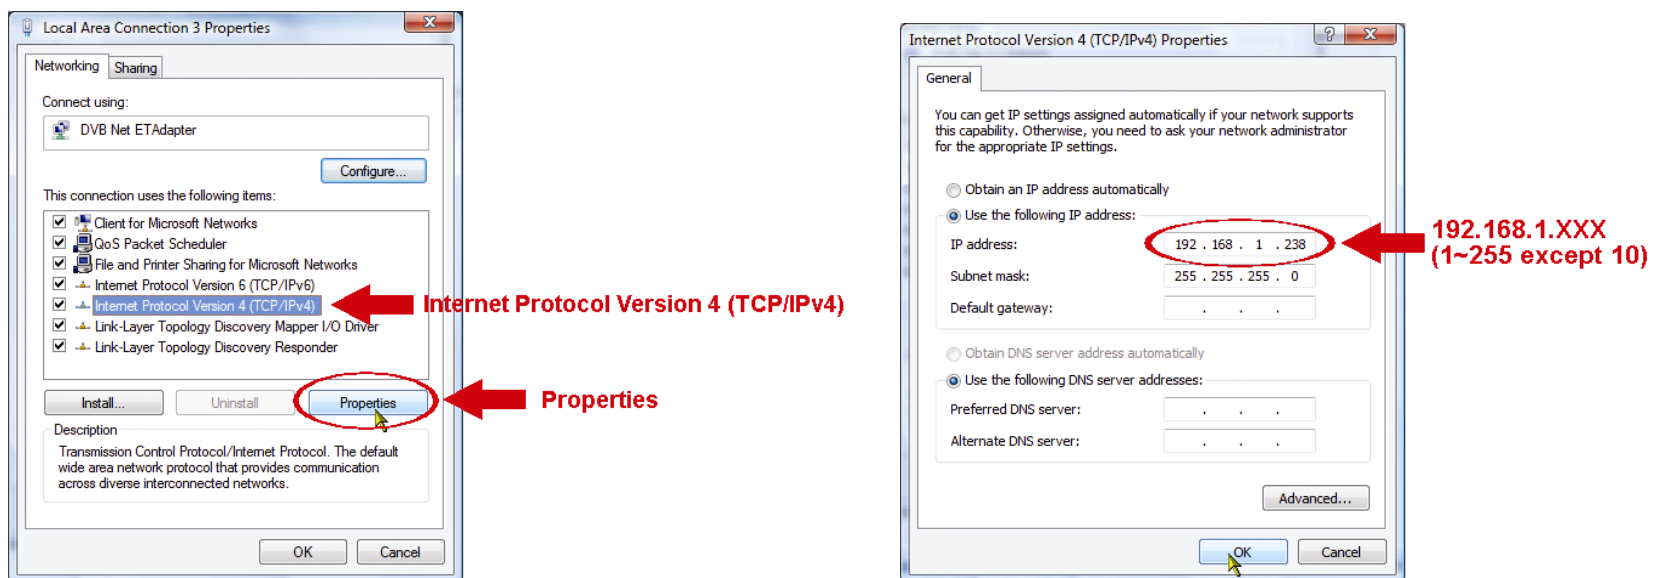 Local Area Connection 3 Properties
X
Networking
Sharing
Connect using:
DVB Net ETAdapter
Configure...
This connection uses the following items:
Client for Microsoft Networks
QoS Packet Scheduler
File and Printer Sharing for Microsoft Networks
Internet Protocol Version 6 (TCP/IPv6)
Internet Protocol Version 4 (TCP/IPv4)
Link-Layer Topology Discovery Mapper I/O Driver
Link-Layer Topology Discovery Responder
Install...
Uninstall
Properties
Description
Transmission Control Protocol/Internet Protocol. The default
wide area network protocol that provides communication
across diverse interconnected networks.
OK
Cancel
Internet Protocol Version 4 (TCP/IPv4)
Properties
Internet Protocol Version 4 (TCP/IPv4) Properties
? X
General
You can get IP settings assigned automatically if your network supports
this capability. Otherwise, you need to ask your network administrator
for the appropriate IP settings.
Obtain an IP address automatically
Use the following IP address:
IP address:
192 . 168 . 1 . 238
Subnet mask:
255 . 255 . 255 . 0
Default gateway:
. . .
Obtain DNS server address automatically
Use the following DNS server addresses:
Preferred DNS server:
. . .
Alternate DNS server:
. . .
Advanced...
OK
Cancel
192.168.1.XXX
(1~255 except 10)